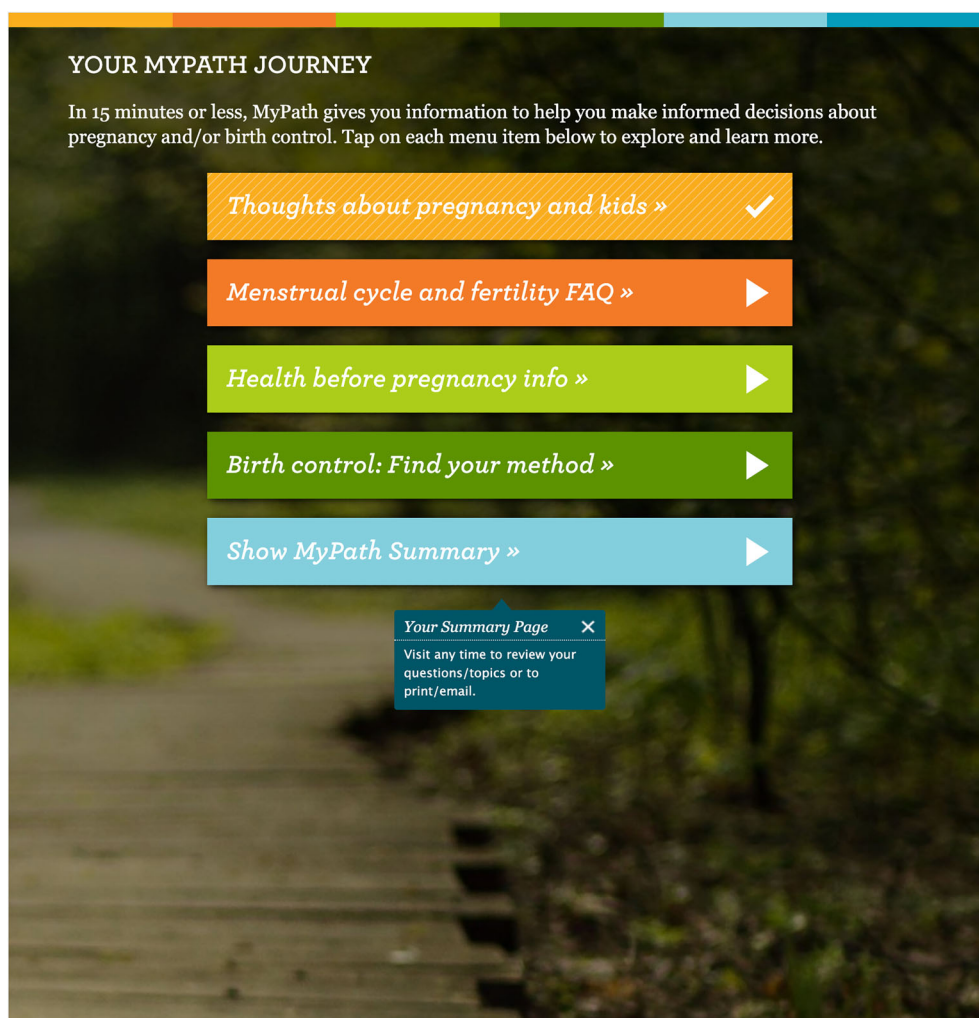 YOUR MYPATH JOURNEY
In 15 minutes or less, MyPath gives you information to help you make informed decisions about
pregnancy and/or birth control. Tap on each menu item below to explore and learn more.
Thoughts about pregnancy and kids »
Menstrual cycle and fertility FAQ »
Health before pregnancy info »
Birth control: Find your method »
Show MyPath Summary »
Your Summary Page
Visit any time to review your
questions/topics or to
print/email.